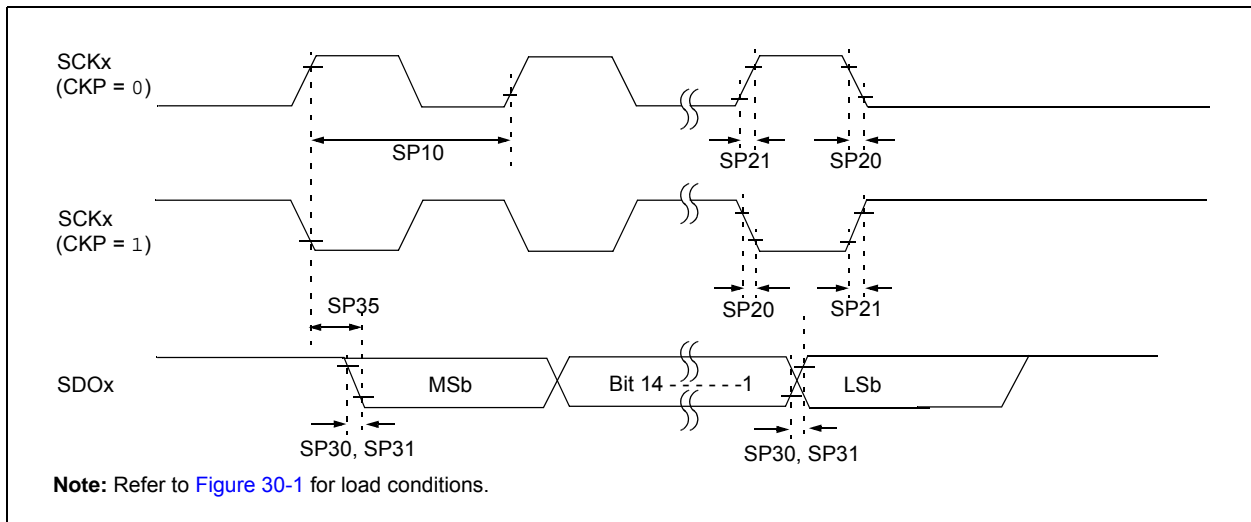 SCKx
(CKP = 0)
SP10
SP21
SP20
SCKx
(CKP = 1)
SP35
SP20
SP21
SDOx
MSb
Bit 14 - - - - - -1
LSb
SP30, SP31
SP30, SP31
Note: Refer to Figure 30-1 for load conditions.